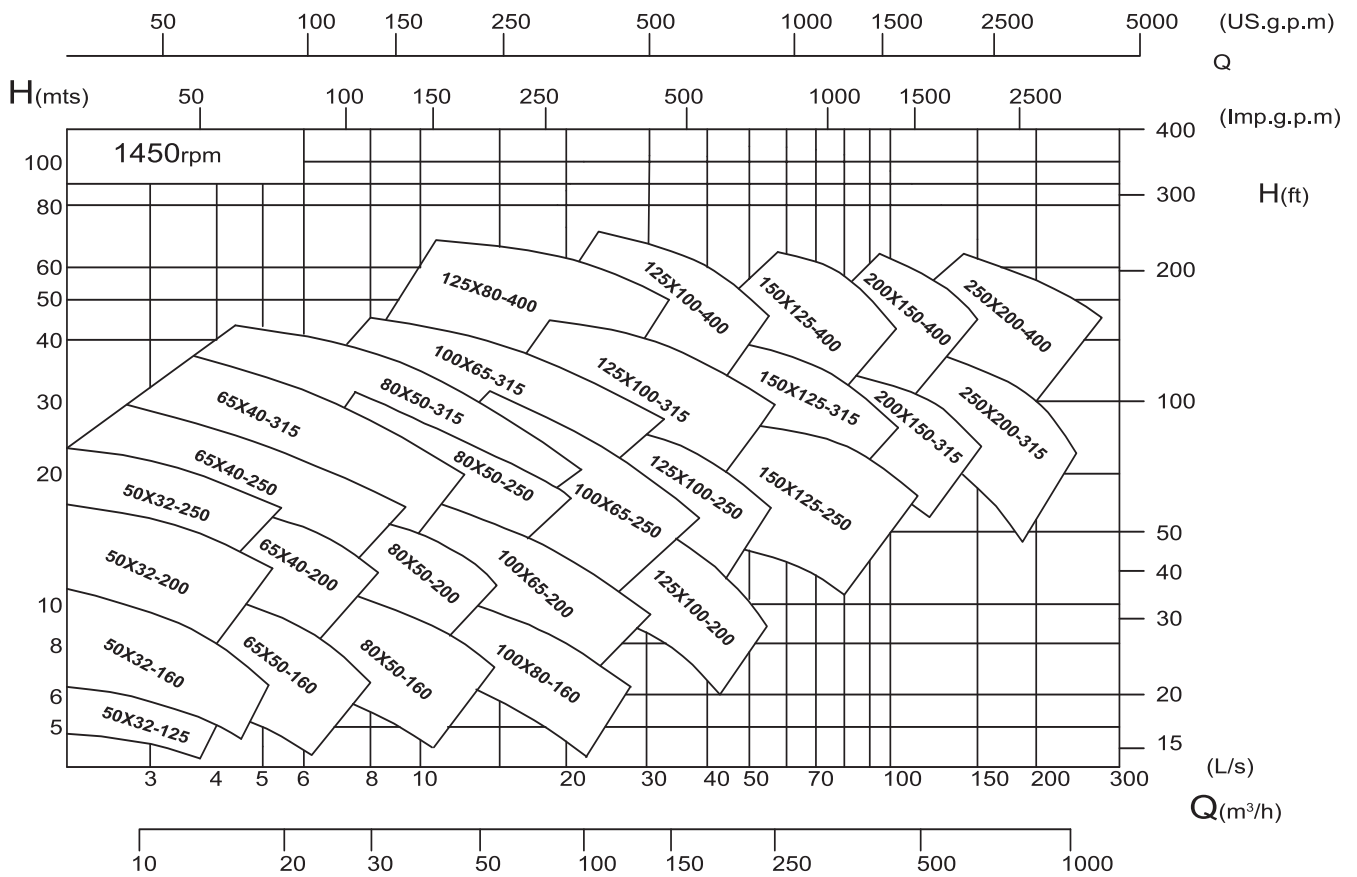 50 100 150 250 500 1000 1500 2500 5000 (US.g.p.m)
Q
H(mts) 50 100 150 250 500 1000 1500 2500 (Imp.g.p.m)
1450rpm
100
80
60
50
40
30
20
10
8
6
5
400
300
200
100
50
40
30
20
15
H(ft)
125X80-400
125X100-400
150X125-400
200X150-400
250X200-400
100X65-315
125X100-315
150X125-315
200X150-315
250X200-315
80X50-315
65X40-315
80X50-250
100X65-250
125X100-250
150X125-250
65X40-250
50X32-250
65X40-200
80X50-200
100X65-200
125X100-200
50X32-200
50X32-160
65X50-160
80X50-160
100X80-160
50X32-125
3 4 5 6 8 10 20 30 40 50 70 100 150 200 300 (L/s)
Q(m³/h)
10 20 30 50 100 150 250 500 1000